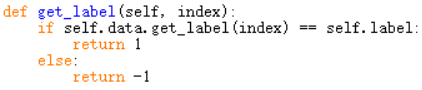 def get_label(self, index):
    if self.data.get_label(index) == self.label:
        return 1
    else:
        return -1